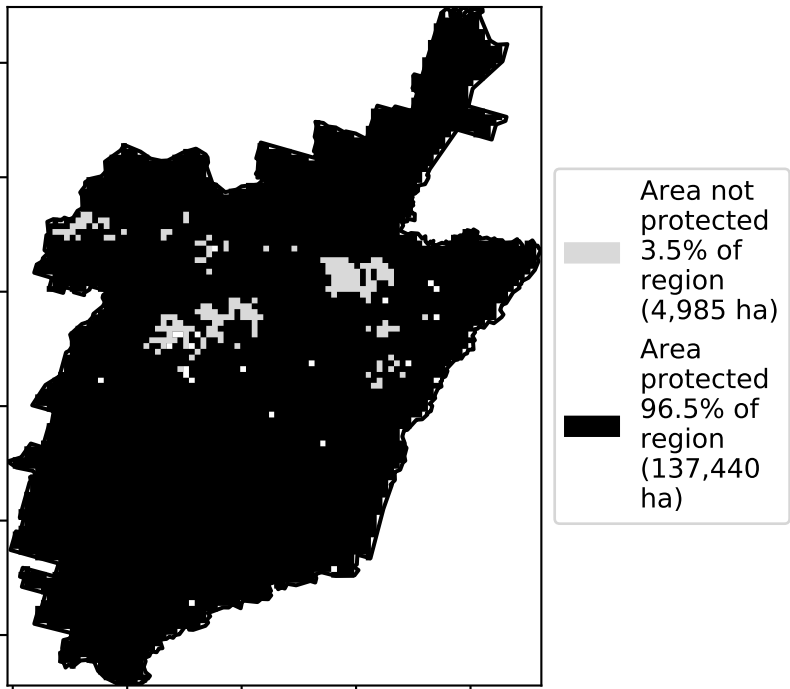 Area not
protected
3.5% of
region
(4,985 ha)
Area
protected
96.5% of
region
(137,440
ha)